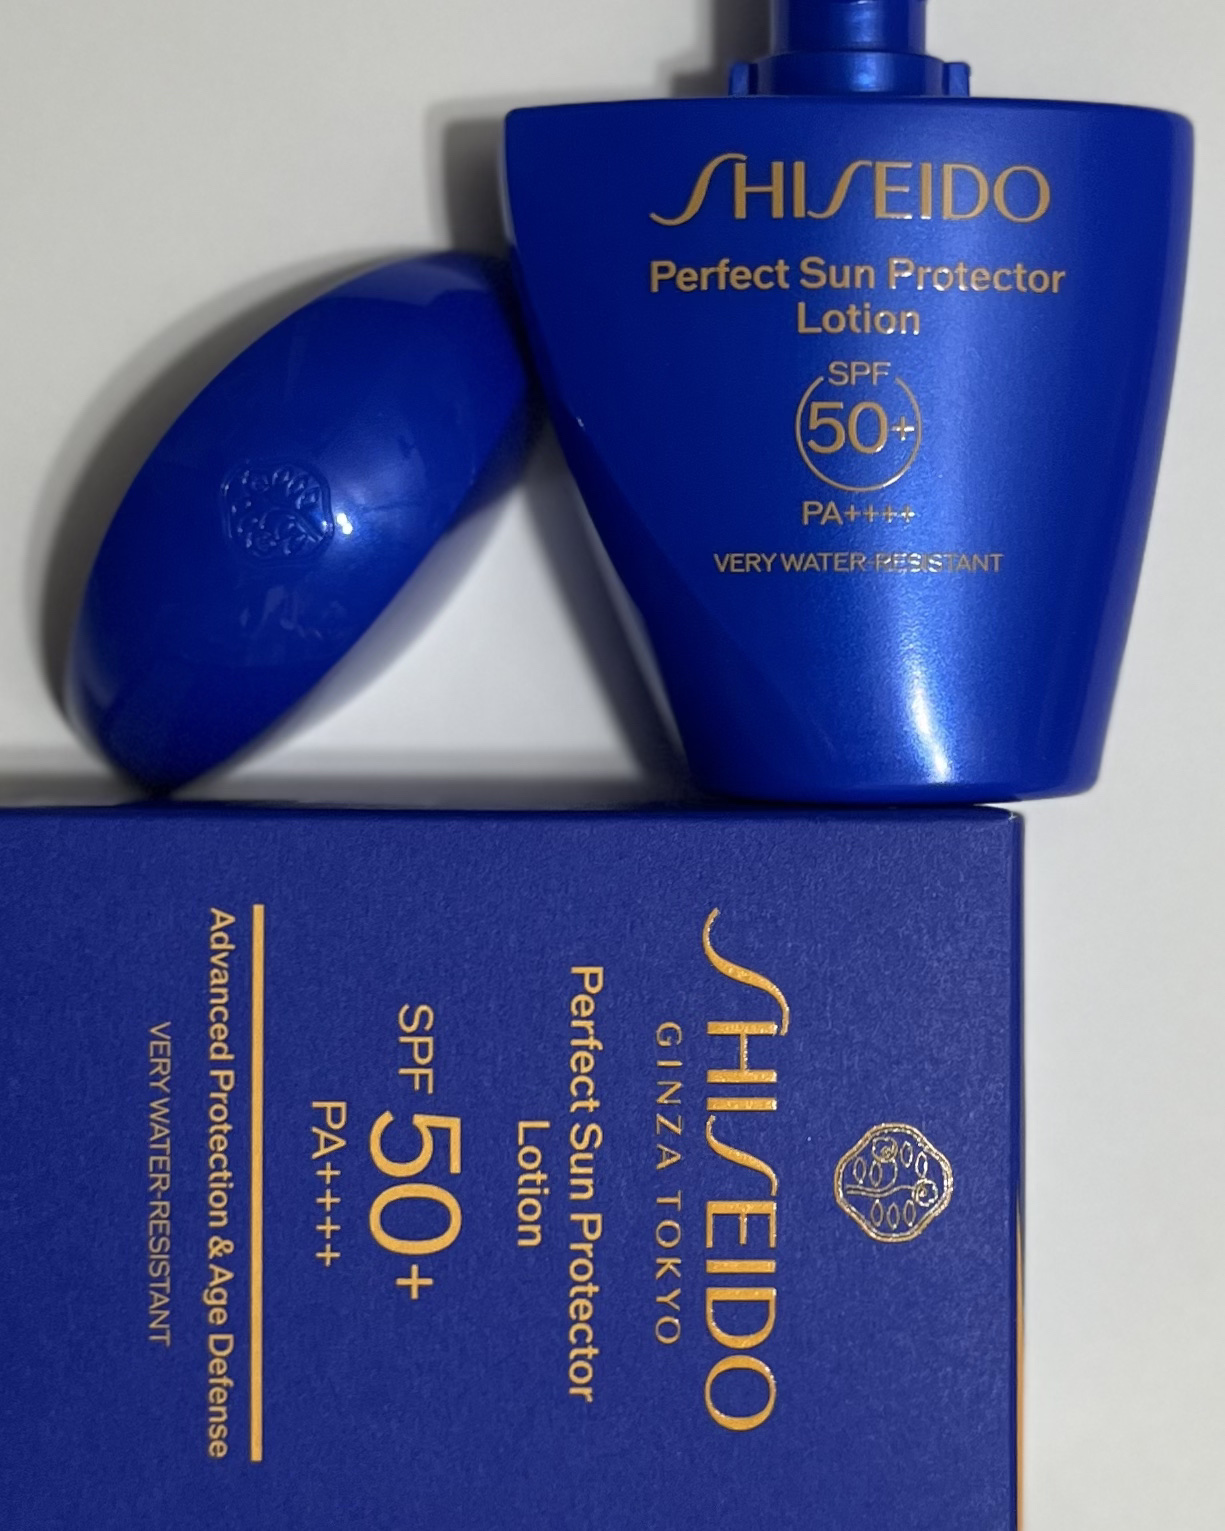 SHISEIDO
Perfect Sun Protector
Lotion
SPF
50+
PA++++
VERY WATER-RESISTANT
SHISEIDO
GINZA TOKYO
Perfect Sun Protector
Lotion
SPF 50+
PA++++
Advanced Protection & Age Defense
VERY WATER-RESISTANT